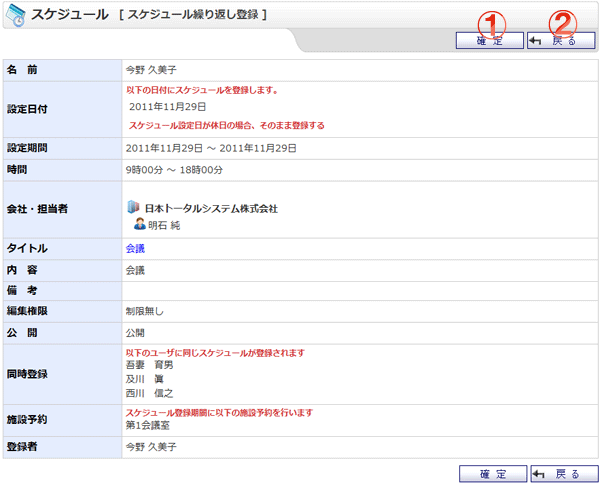 スケジュール [ スケジュール繰り返し登録 ]
① ②
確 定 戻 る
名 前 今野 久美子
以下の日付にスケジュールを登録します。
設定日付 2011年11月29日
スケジュール設定日が休日の場合、そのまま登録する
設定期間 2011年11月29日 ～ 2011年11月29日
時間 9時00分 ～ 18時00分
会社・担当者 日本トータルシステム株式会社
明石 純
タイトル 会議
内 容 会議
備 考
編集権限 制限無し
公 開 公開
以下のユーザに同じスケジュールが登録されます
吾妻 育男
同時登録 及川 眞
西川 信之
スケジュール登録期間に以下の施設予約を行います
施設予約 第1会議室
登録者 今野 久美子
確 定 戻 る